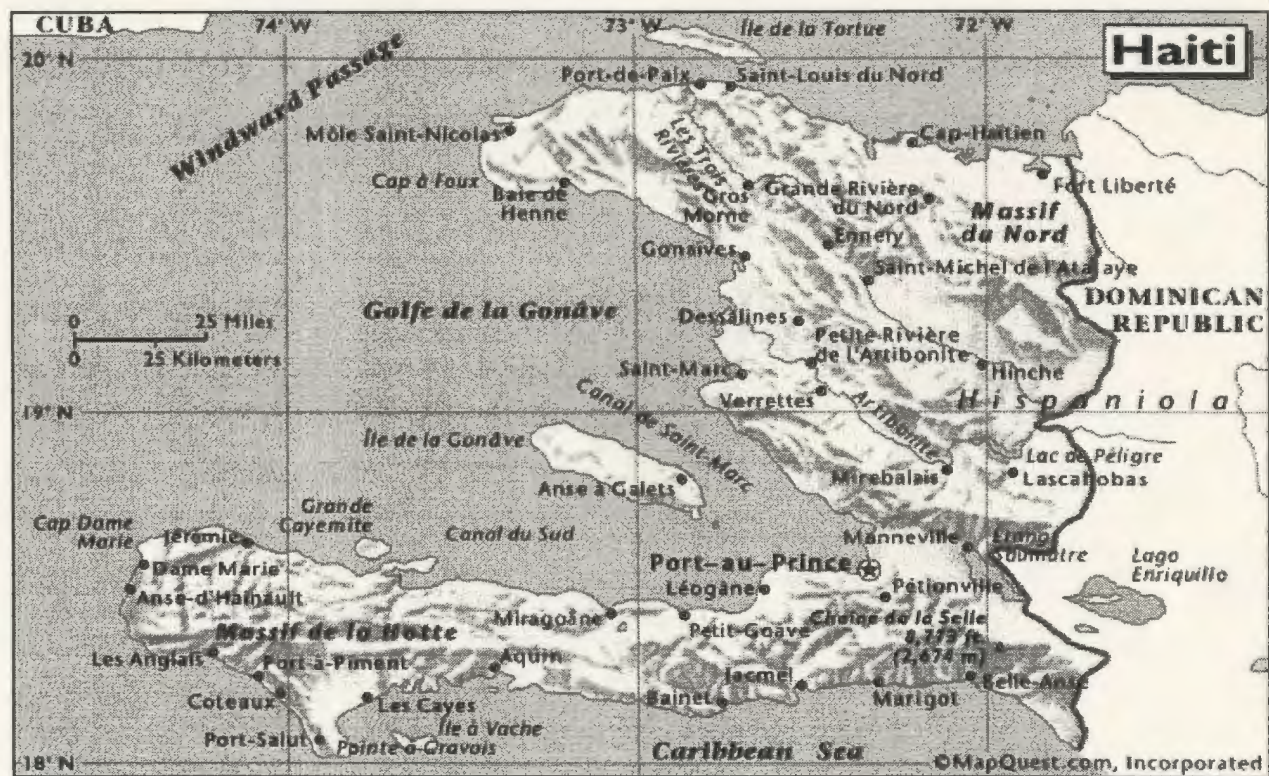 CUBA
74° W
73° W
Île de la Tortue
72° W
Haiti
20° N
Windward Passage
Port-de-Paix
Saint-Louis du Nord
Môle Saint-Nicolas
Les Trois
Rivières
Cap-Haïtien
Cap à Foux
Baie de
Henne
Gros
Morne
Grande Rivière
du Nord
Fort Liberté
Massif
du Nord
Ennery
Gonaïves
Saint-Michel de l'Atalaye
DOMINICAN
REPUBLIC
Golfe de la Gonâve
0 25 Miles
0 25 Kilometers
Dessalines
Petite Rivière
de l'Artibonite
Saint-Marc
Hinche
Verrettes
Hispaniola
19° N
Canal de Saint-Marc
Artibonite
Île de la Gonâve
Lac de Péligre
Anse à Galets
Mirebalais
Lascahobas
Grande
Cayemite
Cap Dame
Marie
Jérémie
Canal du Sud
Manneville
Etang
Saumâtre
Lago
Enriquillo
Dame Marie
Port-au-Prince
Anse-d'Hainault
Léogâne
Pétionville
Miragoâne
Petit-Goâve
Chaîne de la Selle
8,773 ft.
(2,674 m)
Massif de la Hotte
Les Anglais
Port-à-Piment
Aquin
Jacmel
Belle-Anse
Coteaux
Les Cayes
Bainet
Marigot
Île à Vache
Port-Salut
Pointe à Gravois
Caribbean Sea
18° N
©MapQuest.com, Incorporated